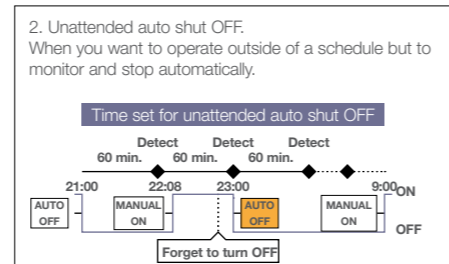 2. Unattended auto shut OFF.
When you want to operate outside of a schedule but to
monitor and stop automatically.
Time set for unattended auto shut OFF
Detect Detect Detect
60 min. 60 min. 60 min.
21:00 22:08 23:00 9:00 ON
AUTO OFF MANUAL ON AUTO OFF MANUAL ON
OFF
Forget to turn OFF